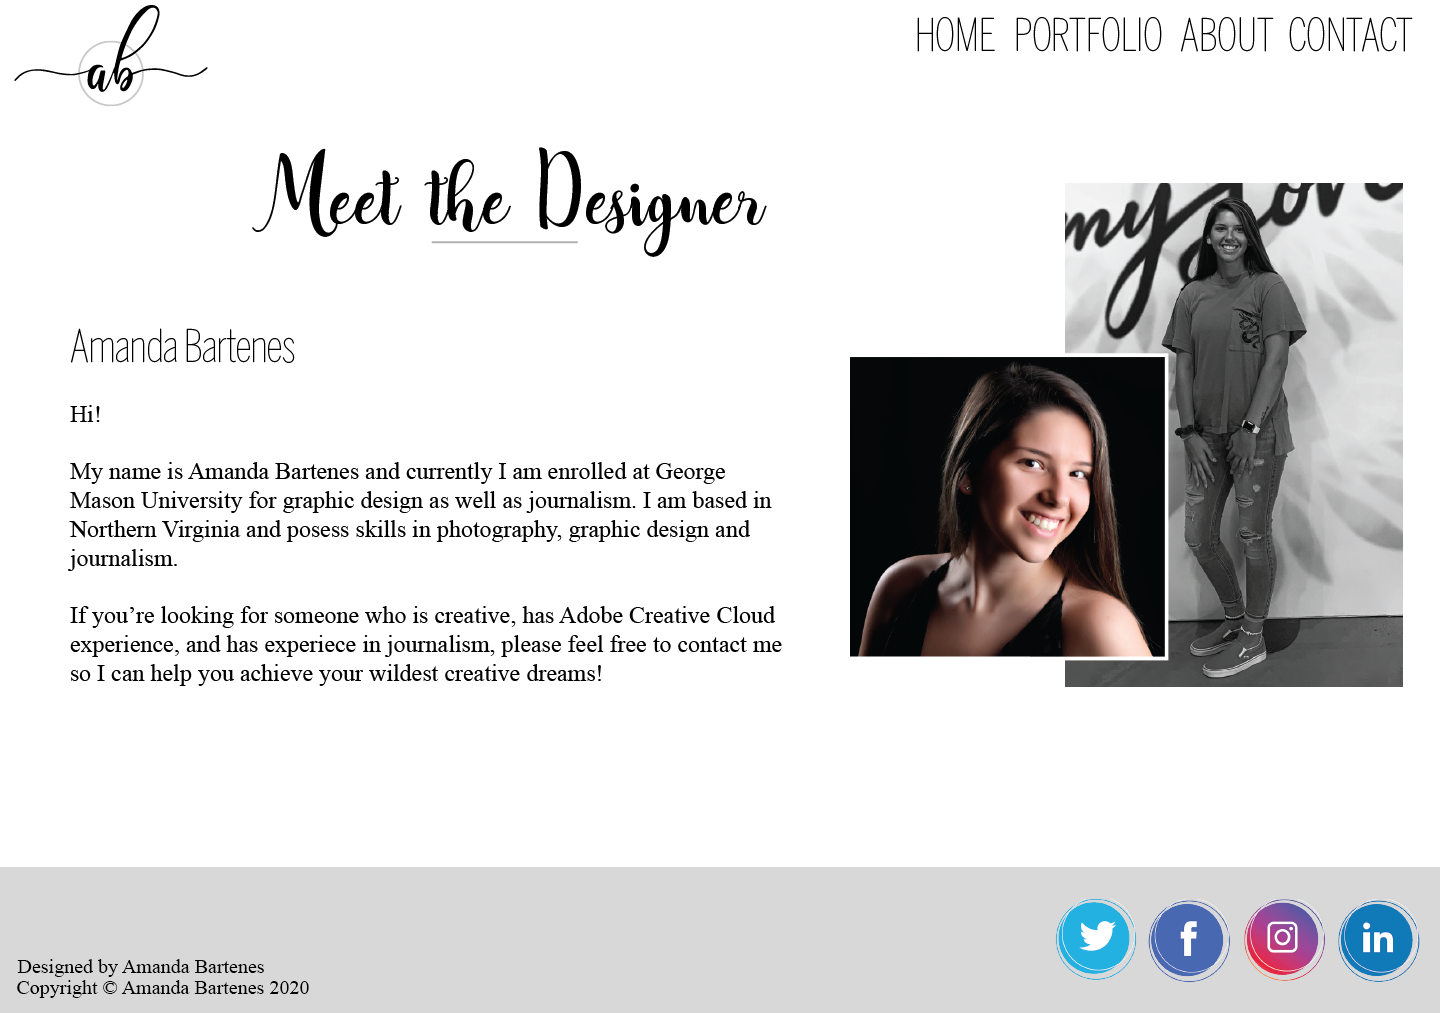 ab
HOME PORTFOLIO ABOUT CONTACT
Meet the Designer
my love
Amanda Bartenes
Hi!
My name is Amanda Bartenes and currently I am enrolled at George
Mason University for graphic design as well as journalism. I am based in
Northern Virginia and posess skills in photography, graphic design and
journalism.
If you’re looking for someone who is creative, has Adobe Creative Cloud
experience, and has experiece in journalism, please feel free to contact me
so I can help you achieve your wildest creative dreams!
f
in
Designed by Amanda Bartenes
Copyright © Amanda Bartenes 2020